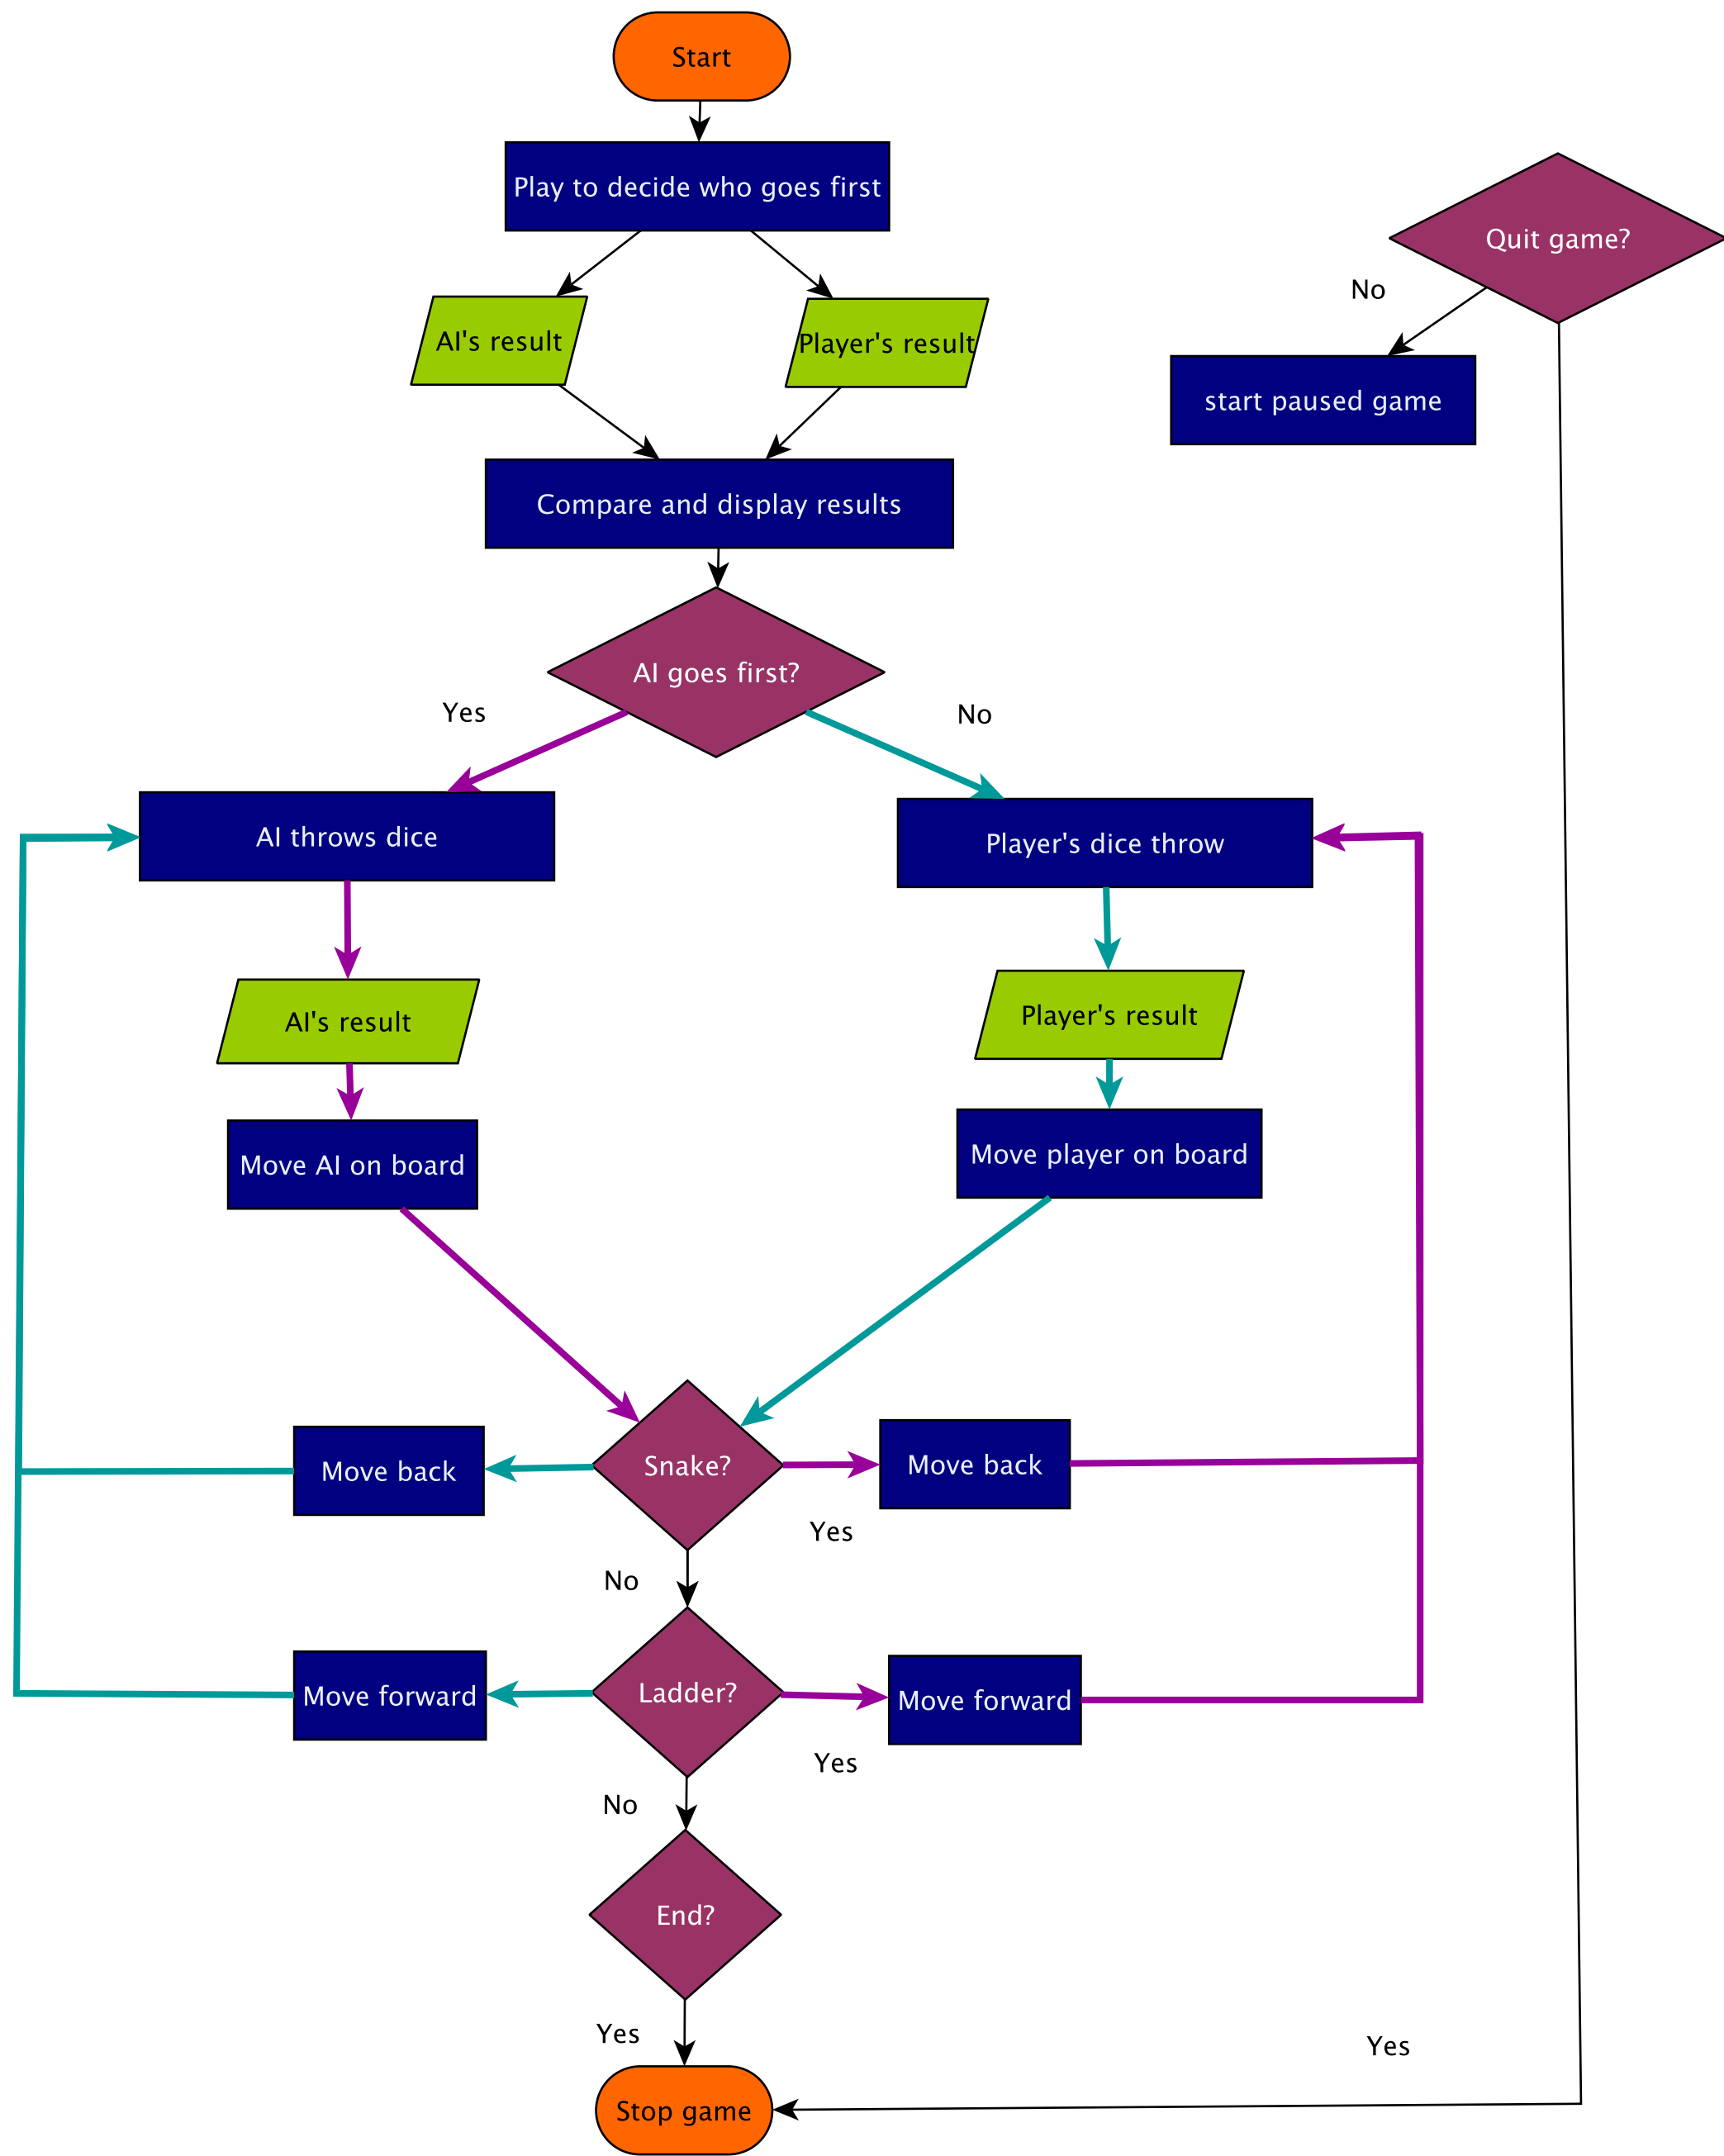 Start
Play to decide who goes first
Quit game?
No
AI's result
Player's result
start paused game
Compare and display results
AI goes first?
Yes
No
AI throws dice
Player's dice throw
AI's result
Player's result
Move AI on board
Move player on board
Move back
Snake?
Move back
Yes
No
Move forward
Ladder?
Move forward
Yes
No
End?
Yes
Yes
Stop game